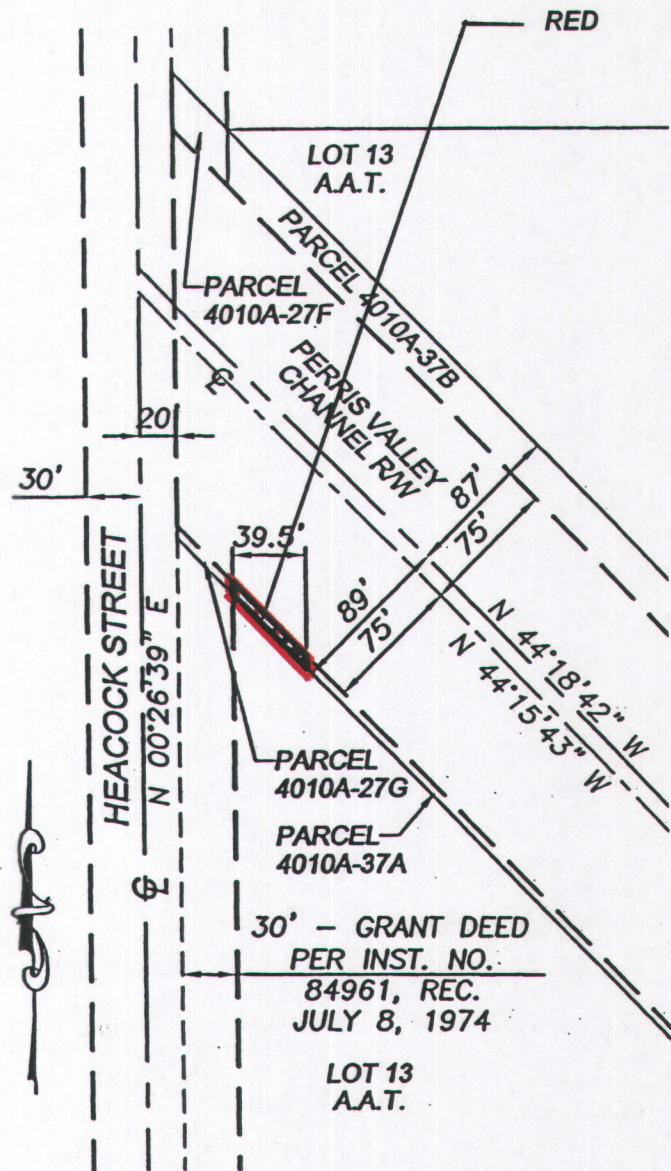 RED
LOT 13
A.A.T.
PARCEL 4010A-37B
PARCEL
4010A-27F
PERRIS VALLEY
CHANNEL R/W
℄
20'
30'
87'
75'
39.5'
89'
75'
HEACOCK STREET
N 00°26'39" E
℄
N 44°18'42" W
N 44°15'43" W
PARCEL
4010A-27G
PARCEL
4010A-37A
30' - GRANT DEED
PER INST. NO.
84961, REC.
JULY 8, 1974
LOT 13
A.A.T.